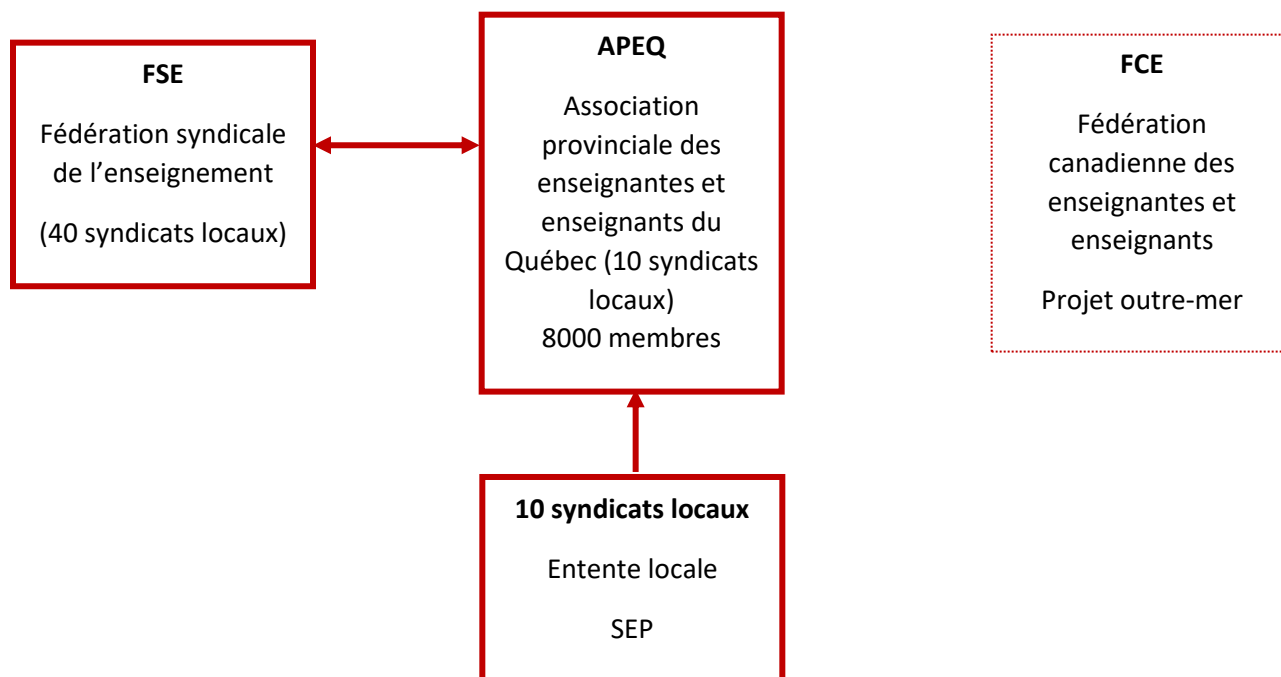 FSE
Fédération syndicale
de l’enseignement
(40 syndicats locaux)
APEQ
Association
provinciale des
enseignantes et
enseignants du
Québec (10 syndicats
locaux)
8000 membres
FCE
Fédération
canadienne des
enseignantes et
enseignants
Projet outre-mer
10 syndicats locaux
Entente locale
SEP